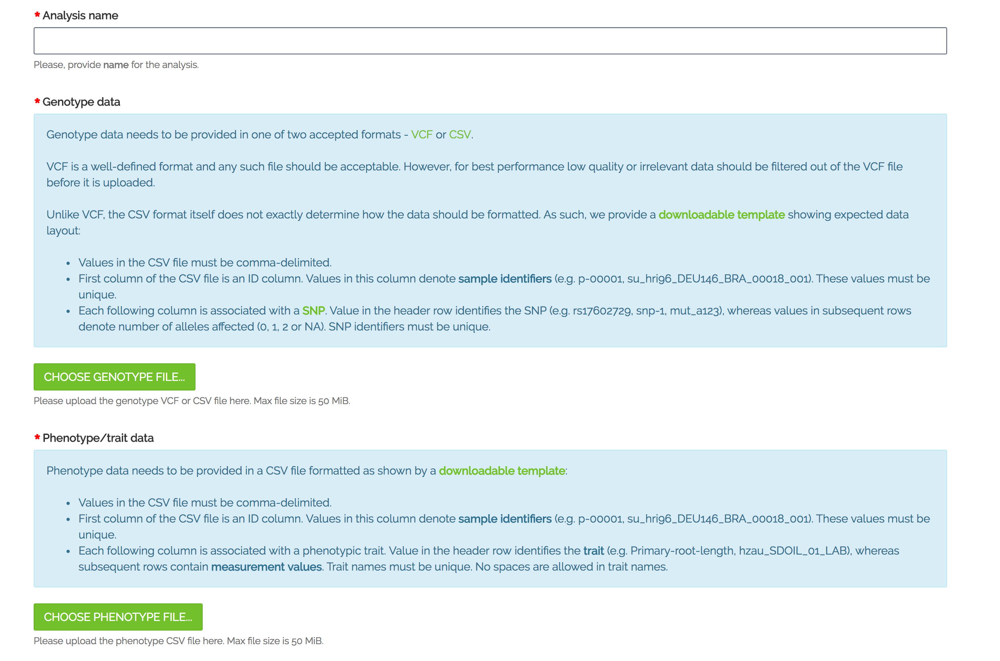 * Analysis name
Please, provide name for the analysis.
* Genotype data
Genotype data needs to be provided in one of two accepted formats - VCF or CSV.
VCF is a well-defined format and any such file should be acceptable. However, for best performance low quality or irrelevant data should be filtered out of the VCF file
before it is uploaded.
Unlike VCF, the CSV format itself does not exactly determine how the data should be formatted. As such, we provide a downloadable template showing expected data
layout:
• Values in the CSV file must be comma-delimited.
• First column of the CSV file is an ID column. Values in this column denote sample identifiers (e.g. p-00001, su_hri96_DEU146_BRA_00018_001). These values must be
unique.
• Each following column is associated with a SNP. Value in the header row identifies the SNP (e.g. rs17602729, snp-1, mut_a123), whereas values in subsequent rows
denote number of alleles affected (0, 1, 2 or NA). SNP identifiers must be unique.
CHOOSE GENOTYPE FILE...
Please upload the genotype VCF or CSV file here. Max file size is 50 MiB.
* Phenotype/trait data
Phenotype data needs to be provided in a CSV file formatted as shown by a downloadable template:
• Values in the CSV file must be comma-delimited.
• First column of the CSV file is an ID column. Values in this column denote sample identifiers (e.g. p-00001, su_hri96_DEU146_BRA_00018_001). These values must be
unique.
• Each following column is associated with a phenotypic trait. Value in the header row identifies the trait (e.g. Primary-root-length, hzau_SDOIL_01_LAB), whereas
subsequent rows contain measurement values. Trait names must be unique. No spaces are allowed in trait names.
CHOOSE PHENOTYPE FILE...
Please upload the phenotype CSV file here. Max file size is 50 MiB.